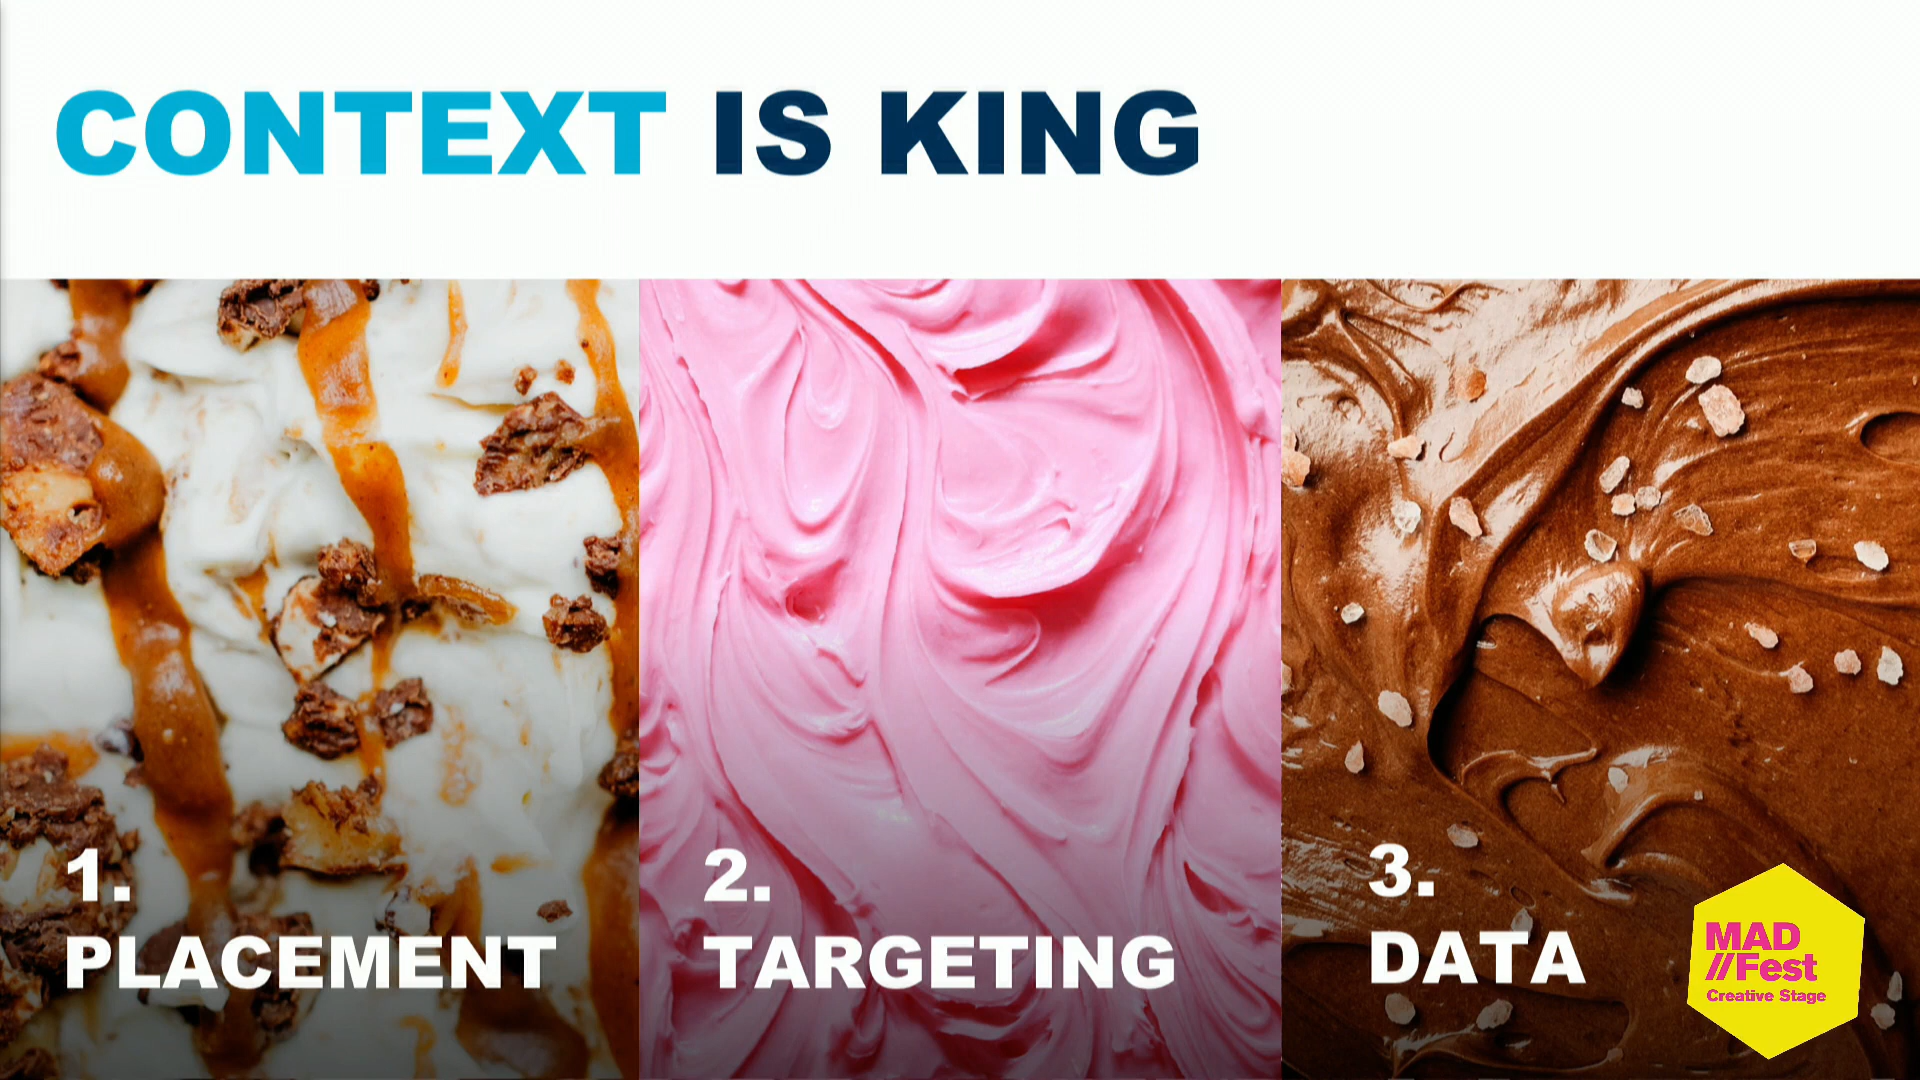 CONTEXT IS KING
1.
PLACEMENT
2.
TARGETING
3.
DATA
MAD
//Fest
Creative Stage